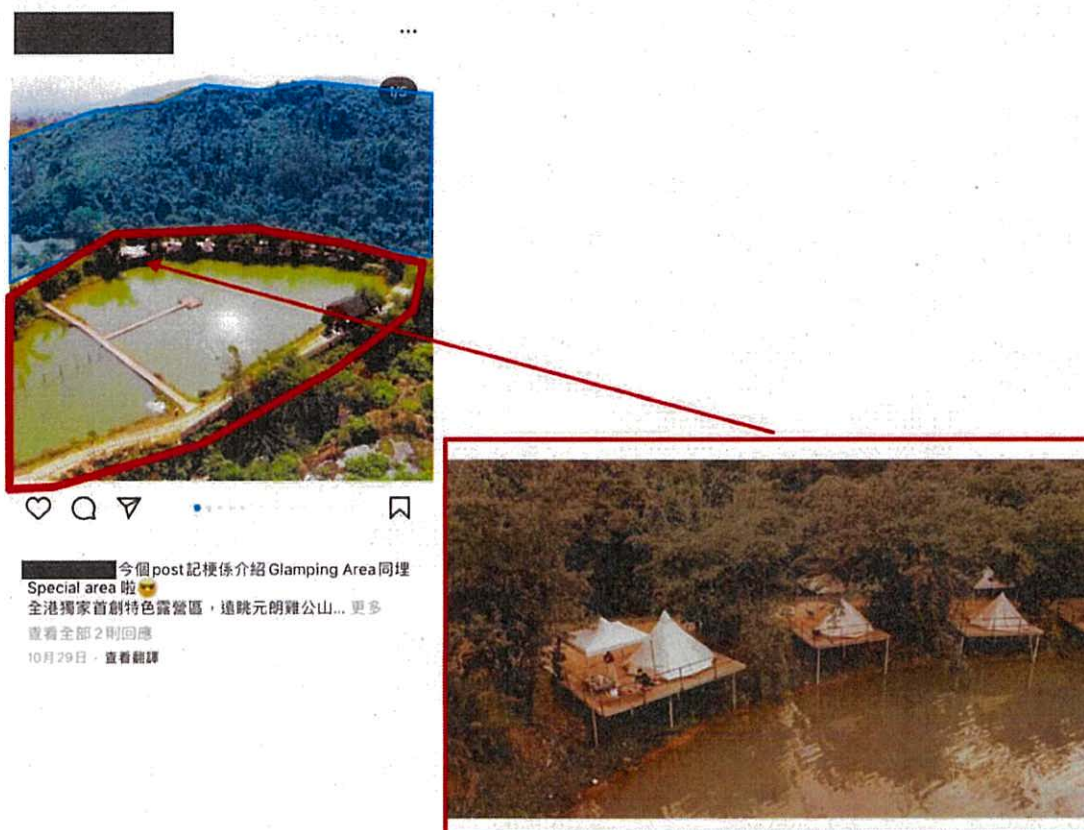 1/5
今個post記梗係介紹Glamping Area同埋
Special area 啦😎
全港獨家首創特色露營區，遠眺元朗雞公山... 更多
查看全部2則回應
10月29日 · 查看翻譯